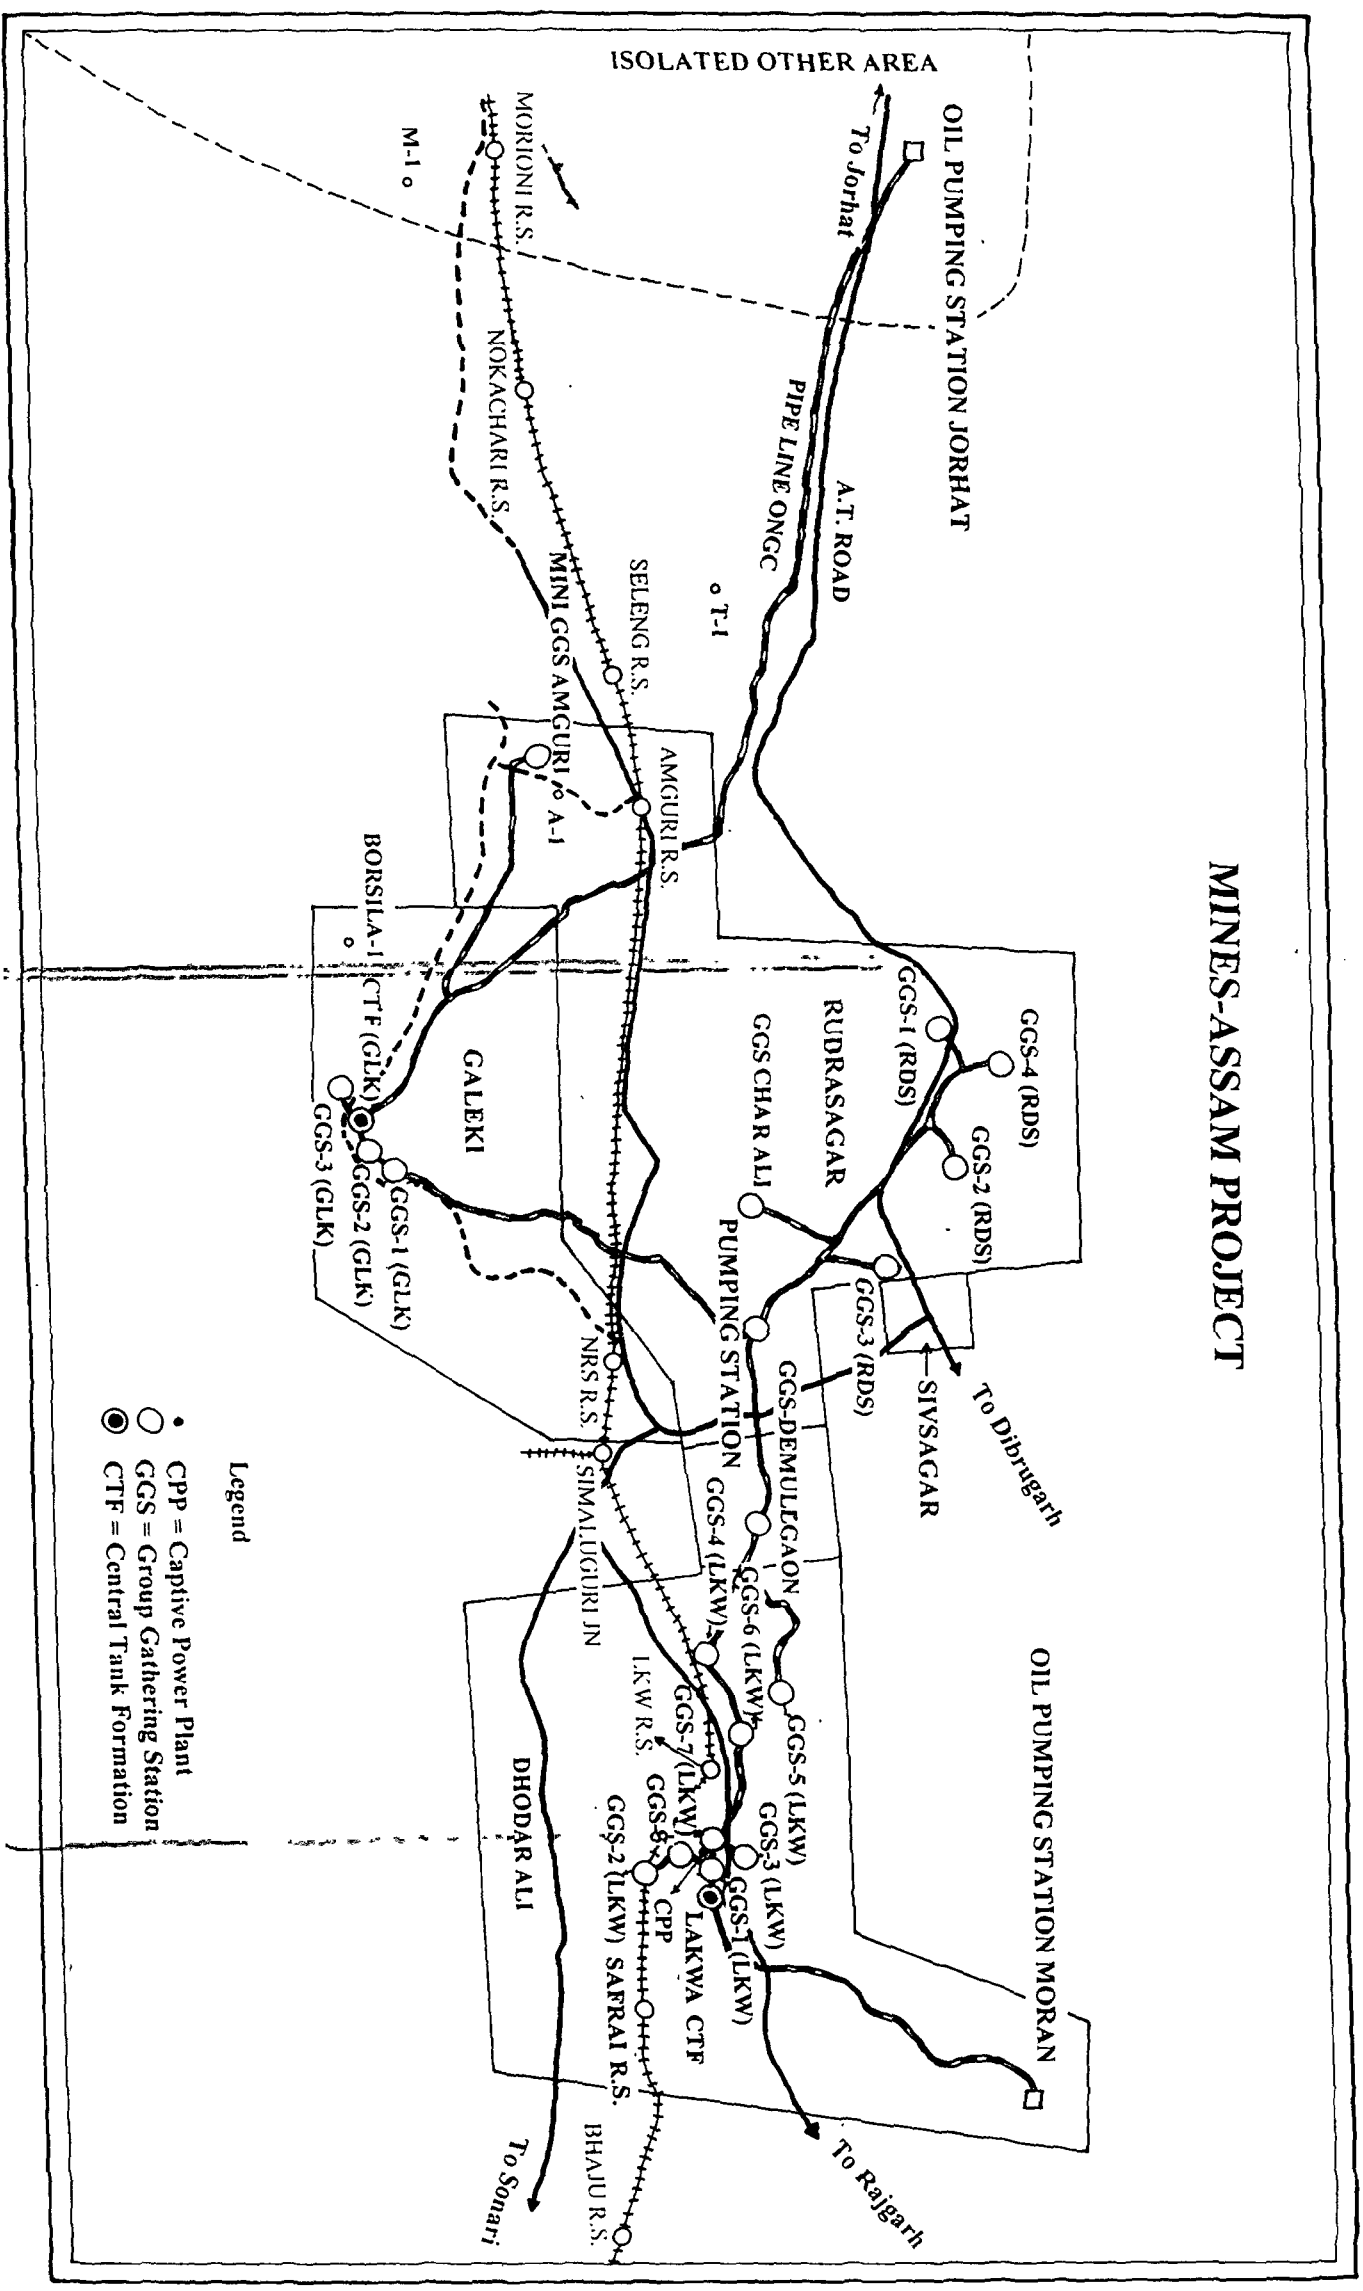 MINES-ASSAM PROJECT
ISOLATED OTHER AREA
OIL PUMPING STATION JORHAT
To Jorhat
MORIONI R.S.
M-1
NOKACHARI R.S.
PIPE LINE ONGC
A.T. ROAD
T-1
SELENG R.S.
MINI GGS AMGURI
A-1
AMGURI R.S.
BORSILA-1
CTF (GLK)
GALEKI
GGS-3 (GLK)
GGS-2 (GLK)
GGS-1 (GLK)
GGS-1 (RDS)
GGS-4 (RDS)
GGS-2 (RDS)
RUDRASAGAR
GGS CHAR ALI
GGS-3 (RDS)
PUMPING STATION
SIVSAGAR
To Dibrugarh
NRS R.S.
SIMALUGURI JN
GGS-DEMULEGAON
GGS-4 (LKW)
GGS-6 (LKW)
GGS-5 (LKW)
LKW R.S.
GGS-7 (LKW)
GGS-8
GGS-3 (LKW)
GGS-2 (LKW)
CPP
GGS-1 (LKW)
LAKWA CTF
SAFRAI R.S.
DHODAR ALI
OIL PUMPING STATION MORAN
To Rajgarh
BHAJU R.S.
To Sonari
Legend
CPP = Captive Power Plant
GGS = Group Gathering Station
CTF = Central Tank Formation